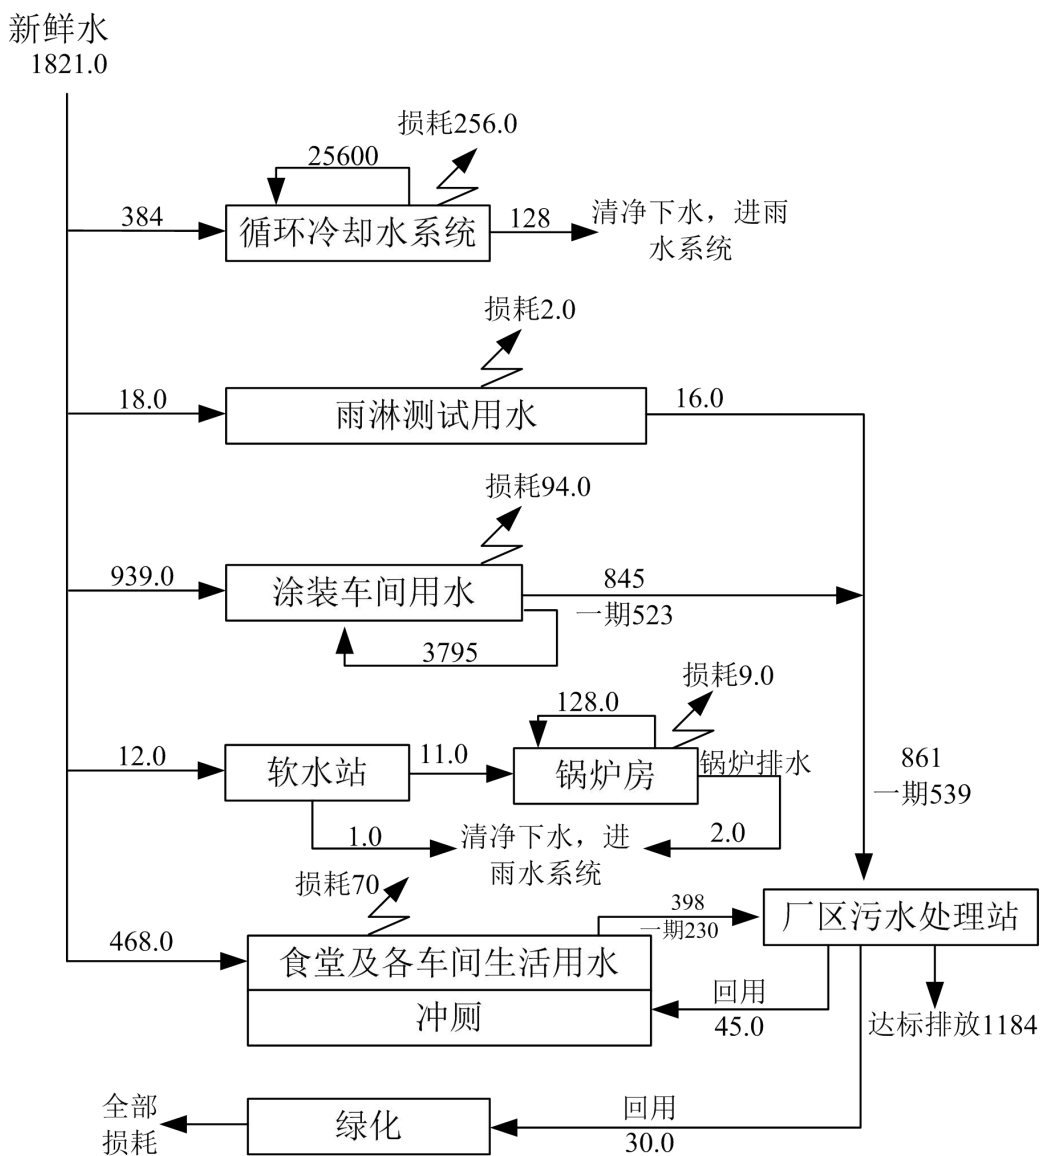 新鲜水
1821.0
损耗256.0
25600
384
循环冷却水系统
128
清净下水，进雨
水系统
损耗2.0
18.0
雨淋测试用水
16.0
损耗94.0
939.0
涂装车间用水
845
一期523
3795
损耗9.0
128.0
12.0
软水站
11.0
锅炉房
锅炉排水
861
一期539
1.0
清净下水，进
雨水系统
2.0
损耗70
398
一期230
厂区污水处理站
468.0
食堂及各车间生活用水
冲厕
回用
45.0
达标排放1184
全部
损耗
绿化
回用
30.0